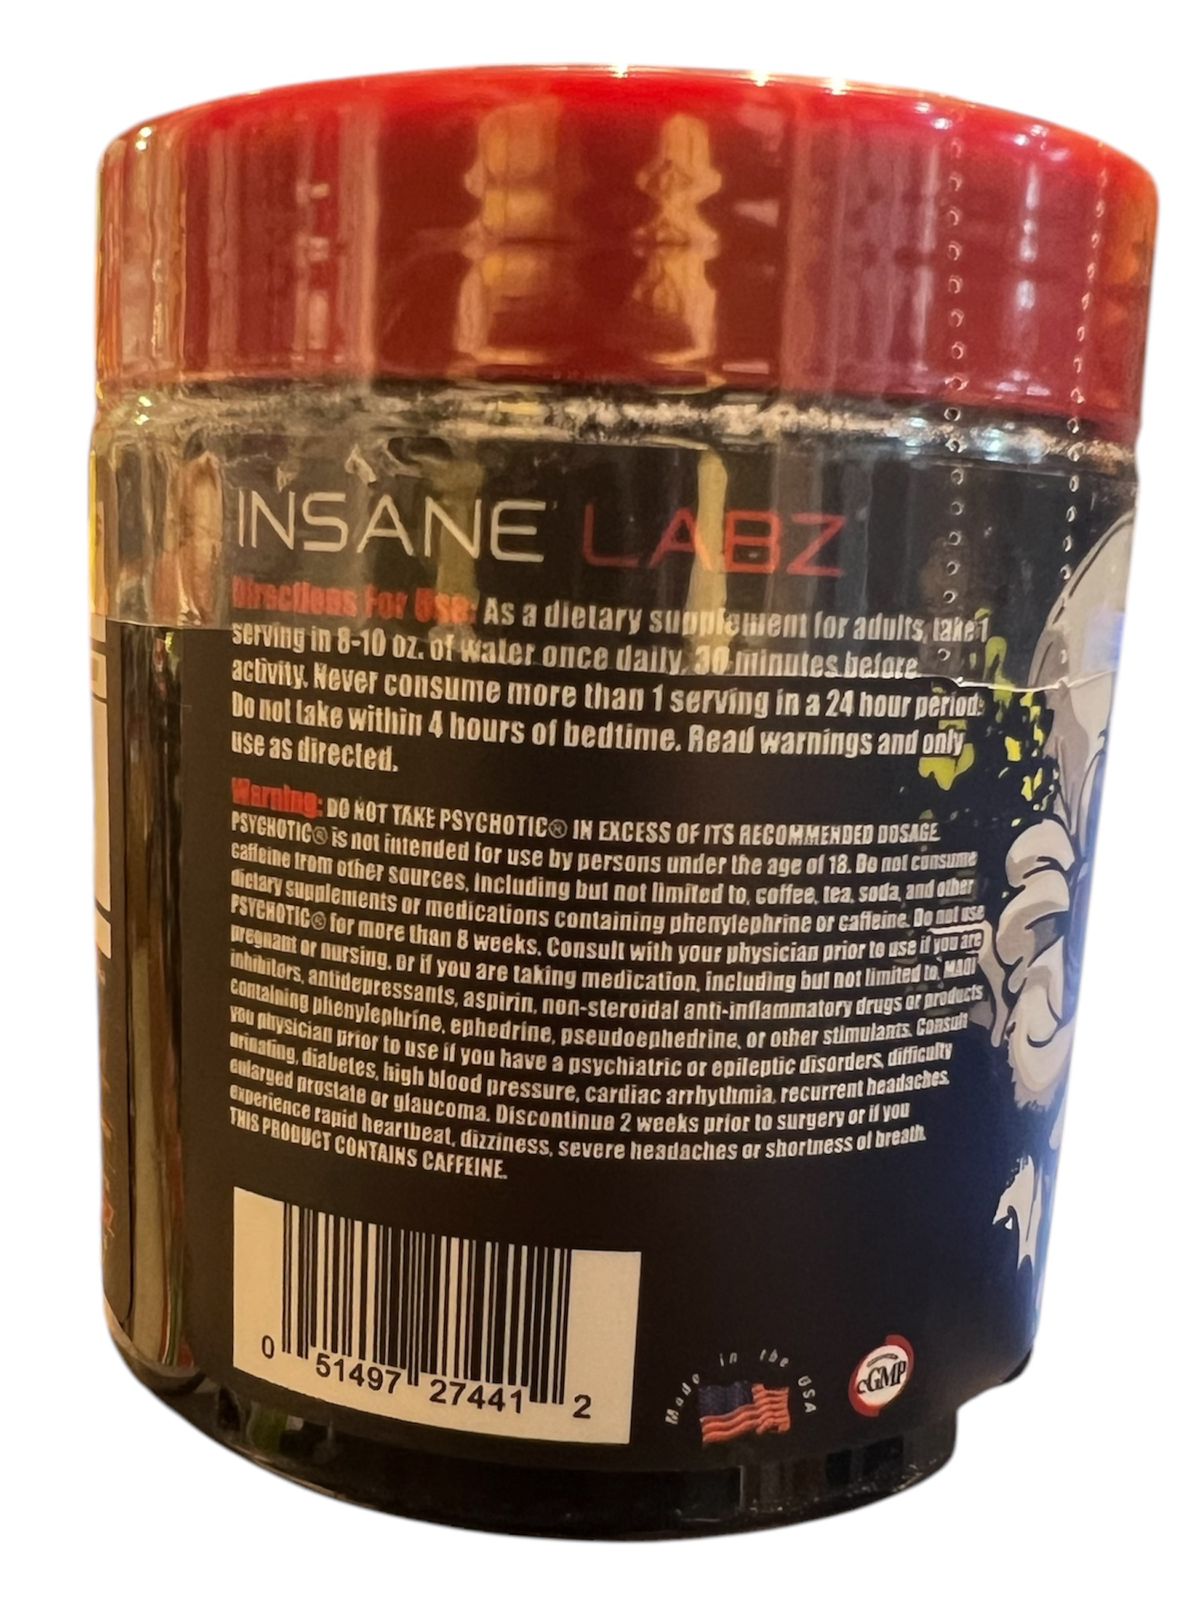 INSANE LABZ
Directions For Use: As a dietary supplement for adults, take 1
serving in 8-10 oz. of water once daily, 30 minutes before
activity. Never consume more than 1 serving in a 24 hour period.
Do not take within 4 hours of bedtime. Read warnings and only
use as directed.
Warning: DO NOT TAKE PSYCHOTIC® IN EXCESS OF ITS RECOMMENDED DOSAGE.
PSYCHOTIC® is not intended for use by persons under the age of 18. Do not consume
caffeine from other sources, including but not limited to, coffee, tea, soda, and other
dietary supplements or medications containing phenylephrine or caffeine. Do not use
PSYCHOTIC® for more than 8 weeks. Consult with your physician prior to use if you are
pregnant or nursing, or if you are taking medication, including but not limited to, MAOI
inhibitors, antidepressants, aspirin, non-steroidal anti-inflammatory drugs or products
containing phenylephrine, ephedrine, pseudoephedrine, or other stimulants. Consult
you physician prior to use if you have a psychiatric or epileptic disorders, difficulty
urinating, diabetes, high blood pressure, cardiac arrhythmia, recurrent headaches,
enlarged prostate or glaucoma. Discontinue 2 weeks prior to surgery or if you
experience rapid heartbeat, dizziness, severe headaches or shortness of breath.
THIS PRODUCT CONTAINS CAFFEINE.
0 51497 27441 2
Made in the USA
cGMP